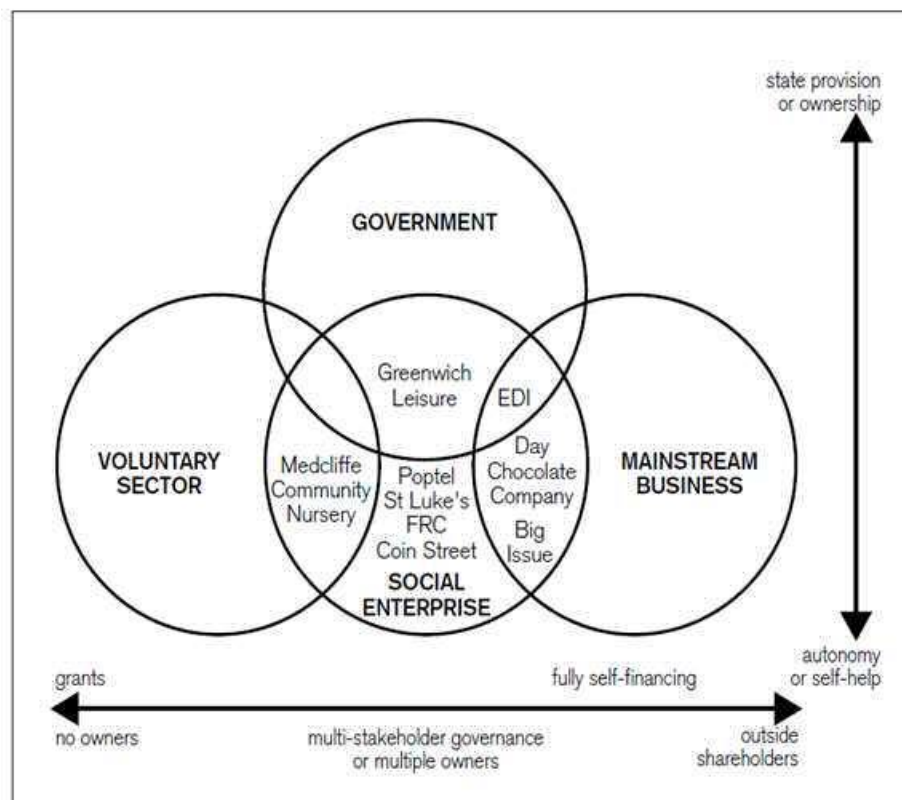 state provision
or ownership
GOVERNMENT
Greenwich
Leisure
EDI
VOLUNTARY
SECTOR
Medcliffe
Community
Nursery
Poptel
St Luke's
FRC
Coin Street
SOCIAL
ENTERPRISE
Day
Chocolate
Company
Big
Issue
MAINSTREAM
BUSINESS
autonomy
or self-help
grants
fully self-financing
no owners
multi-stakeholder governance
or multiple owners
outside
shareholders